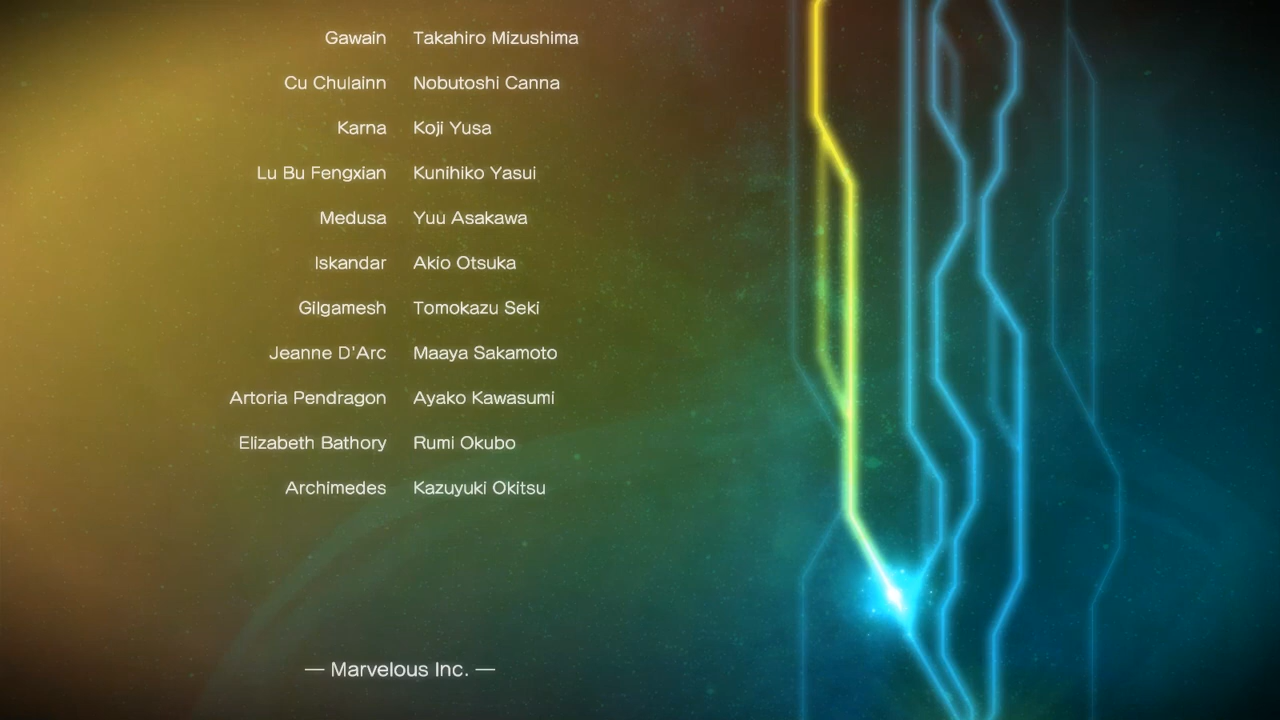 Gawain Takahiro Mizushima
Cu Chulainn Nobutoshi Canna
Karna Koji Yusa
Lu Bu Fengxian Kunihiko Yasui
Medusa Yuu Asakawa
Iskandar Akio Otsuka
Gilgamesh Tomokazu Seki
Jeanne D'Arc Maaya Sakamoto
Artoria Pendragon Ayako Kawasumi
Elizabeth Bathory Rumi Okubo
Archimedes Kazuyuki Okitsu
— Marvelous Inc. —